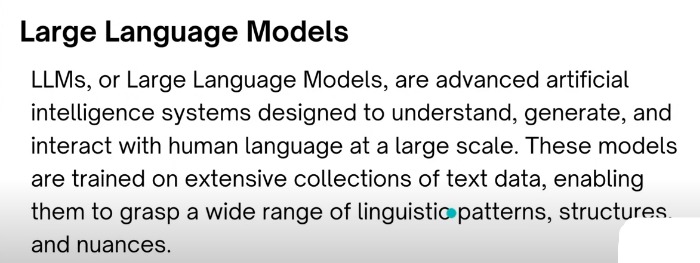 Large Language Models
LLMs, or Large Language Models, are advanced artificial
intelligence systems designed to understand, generate, and
interact with human language at a large scale. These models
are trained on extensive collections of text data, enabling
them to grasp a wide range of linguistic patterns, structures,
and nuances.